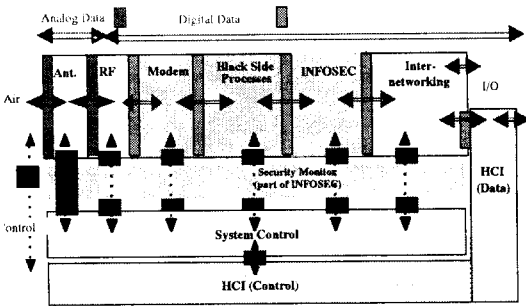 Analog Data
Digital Data
Ant.
RF
Modem
Black Side
Processes
INFOSEC
Inter-
networking
Air
I/O
HCI
(Data)
Security Monitor
(part of INFOSEC)
ontrol
System Control
HCI (Control)